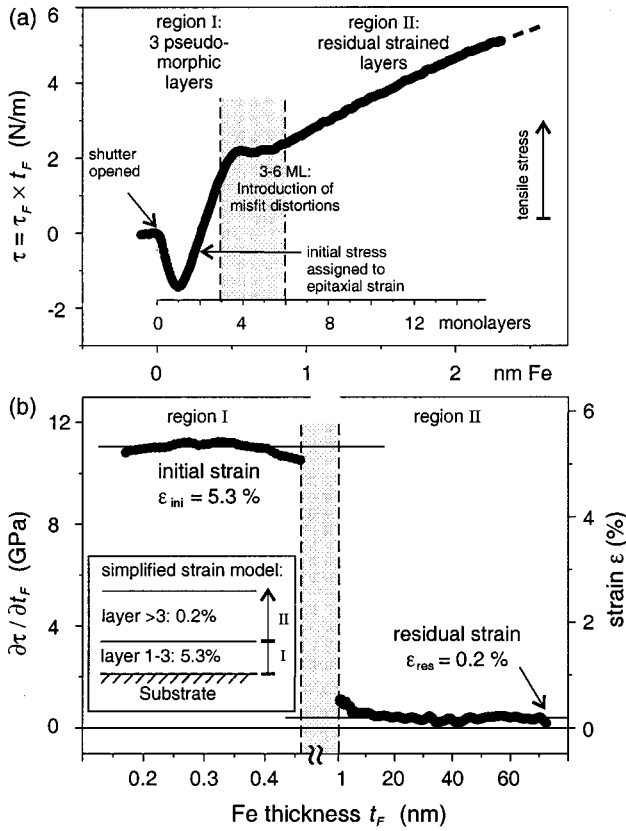 (a)
region I:
3 pseudo-
morphic
layers
region II:
residual strained
layers
6
4
2
0
-2
τ = τF × tF (N/m)
shutter
opened
3-6 ML:
Introduction of
misfit distortions
initial stress
assigned to
epitaxial strain
tensile stress
0 4 8 12 monolayers
0 1 2 nm Fe
(b)
region I
region II
12
8
4
0
∂τ / ∂tF (GPa)
initial strain
εini = 5.3 %
simplified strain model:
layer >3: 0.2%
II
layer 1-3: 5.3%
I
Substrate
residual strain
εres = 0.2 %
6
4
2
0
strain ε (%)
0.2 0.3 0.4 1 20 40 60
Fe thickness tF (nm)